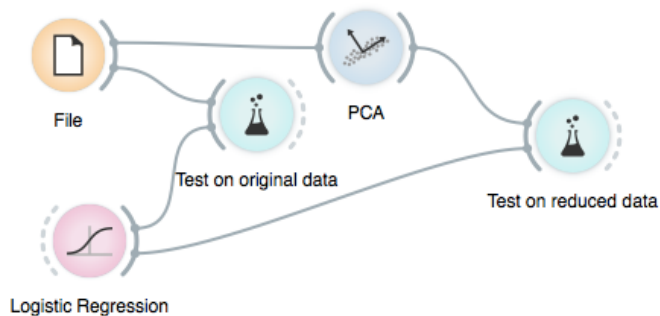 File
PCA
Test on original data
Test on reduced data
Logistic Regression